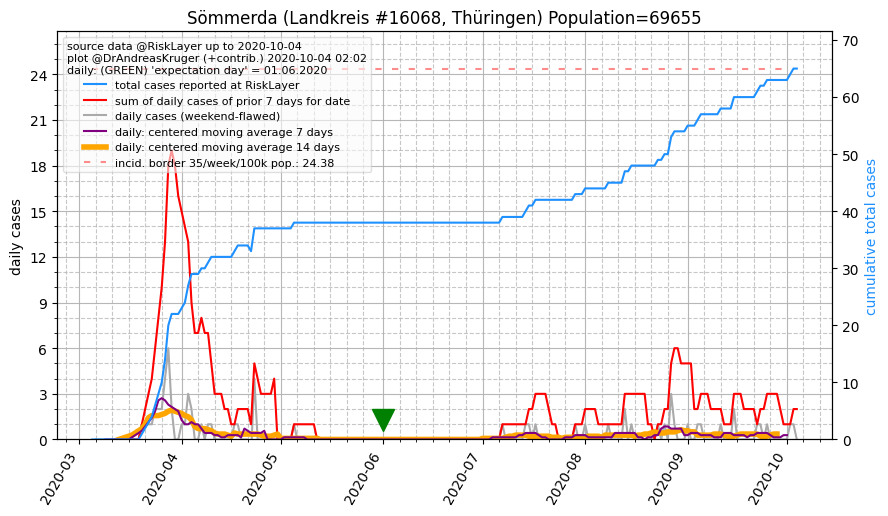 Sömmerda (Landkreis #16068, Thüringen) Population=69655
source data @RiskLayer up to 2020-10-04
plot @DrAndreasKruger (+contrib.) 2020-10-04 02:02
daily: (GREEN) 'expectation day' = 01.06.2020
total cases reported at RiskLayer
sum of daily cases of prior 7 days for date
daily cases (weekend-flawed)
daily: centered moving average 7 days
daily: centered moving average 14 days
incid. border 35/week/100k pop.: 24.38
daily cases
24
21
18
15
12
9
6
3
0
cumulative total cases
70
60
50
40
30
20
10
0
2020-03
2020-04
2020-05
2020-06
2020-07
2020-08
2020-09
2020-10